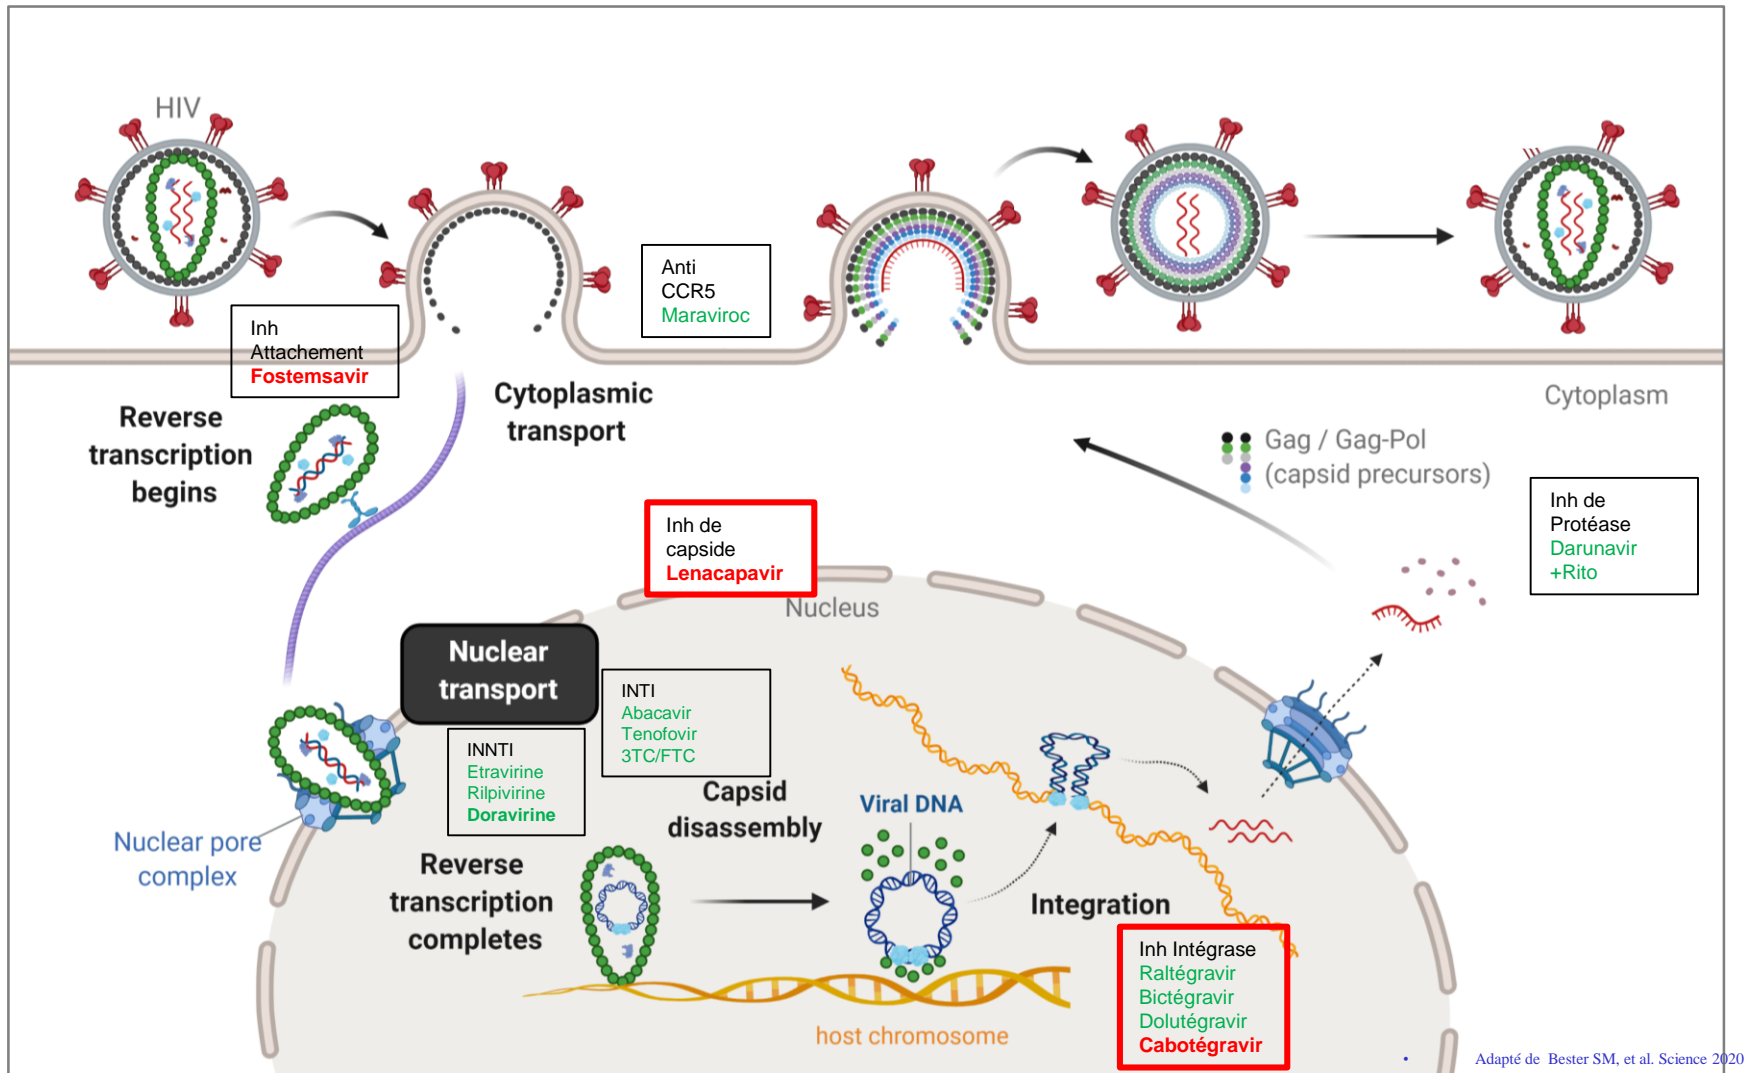 HIV
Anti
CCR5
Maraviroc
Inh
Attachement
Fostemsavir
Cytoplasmic
transport
Cytoplasm
Reverse
transcription
begins
Gag / Gag-Pol
(capsid precursors)
Inh de
Protéase
Darunavir
+Rito
Inh de
capside
Lenacapavir
Nucleus
Nuclear
transport
INTI
Abacavir
Tenofovir
3TC/FTC
INNTI
Etravirine
Rilpivirine
Doravirine
Nuclear pore
complex
Capsid
disassembly
Viral DNA
Reverse
transcription
completes
Integration
Inh Intégrase
Raltégravir
Bictégravir
Dolutégravir
Cabotégravir
host chromosome
• Adapté de Bester SM, et al. Science 2020